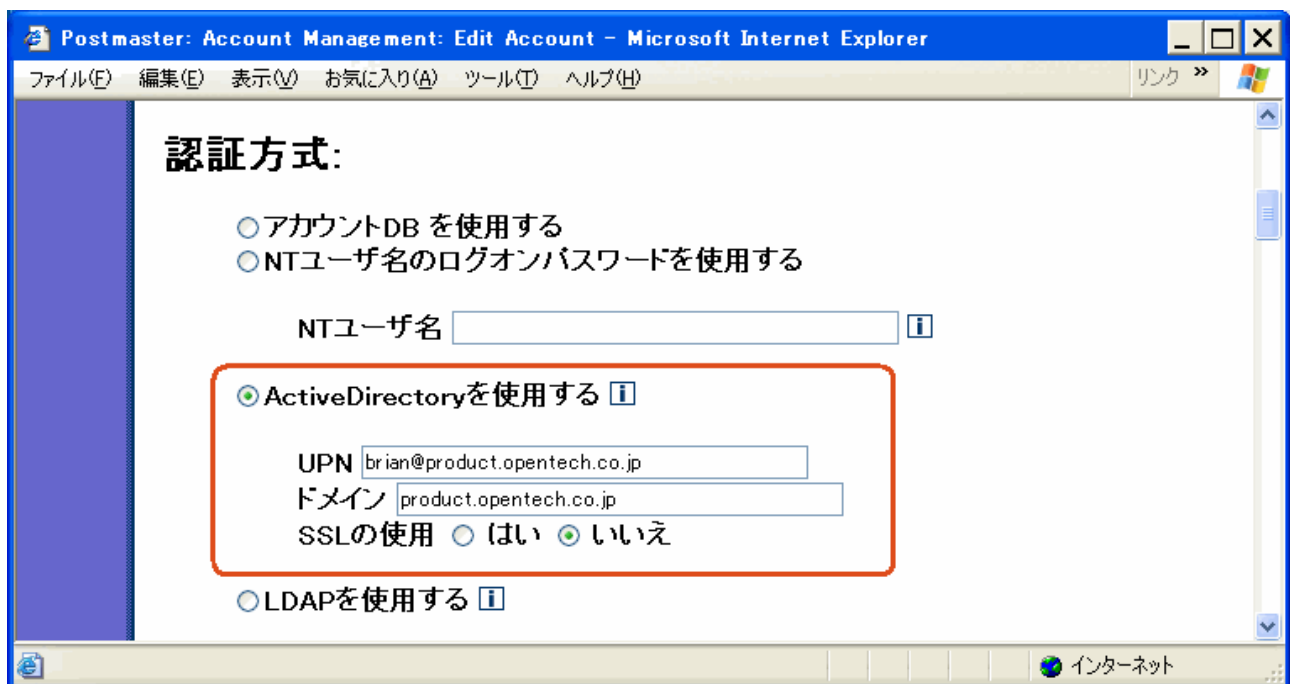 Postmaster: Account Management: Edit Account - Microsoft Internet Explorer
ファイル(F) 編集(E) 表示(V) お気に入り(A) ツール(T) ヘルプ(H) リンク »
認証方式:
アカウントDB を使用する
NTユーザ名のログオンパスワードを使用する
NTユーザ名
ActiveDirectoryを使用する
UPN brian@product.opentech.co.jp
ドメイン product.opentech.co.jp
SSLの使用 はい いいえ
LDAPを使用する
インターネット